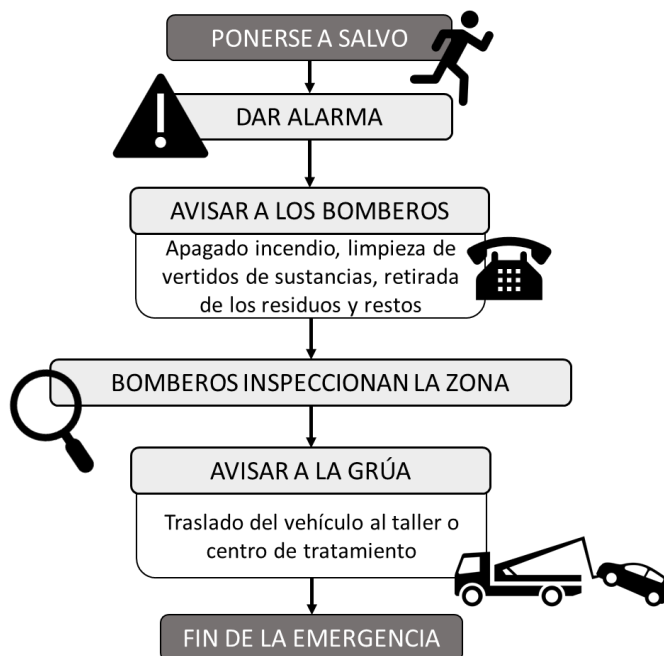 PONERSE A SALVO
DAR ALARMA
AVISAR A LOS BOMBEROS
Apagado incendio, limpieza de
vertidos de sustancias, retirada
de los residuos y restos
BOMBEROS INSPECCIONAN LA ZONA
AVISAR A LA GRÚA
Traslado del vehículo al taller o
centro de tratamiento
FIN DE LA EMERGENCIA